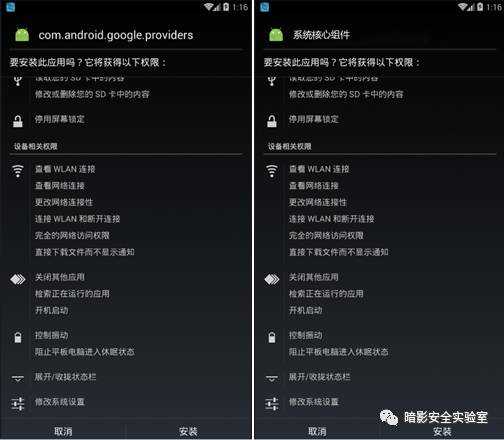 1:16
com.android.google.providers
要安装此应用吗？它将获得以下权限：
读取您的 SD 卡中的内容
修改或删除您的 SD 卡中的内容
停用屏幕锁定
设备相关权限
查看 WLAN 连接
查看网络连接
更改网络连接性
连接 WLAN 和断开连接
完全的网络访问权限
直接下载文件而不显示通知
关闭其他应用
检索正在运行的应用
开机启动
控制振动
阻止平板电脑进入休眠状态
展开/收拢状态栏
修改系统设置
取消
安装
1:16
系统核心组件
要安装此应用吗？它将获得以下权限：
读取您的 SD 卡中的内容
修改或删除您的 SD 卡中的内容
停用屏幕锁定
设备相关权限
查看 WLAN 连接
查看网络连接
更改网络连接性
连接 WLAN 和断开连接
完全的网络访问权限
直接下载文件而不显示通知
关闭其他应用
检索正在运行的应用
开机启动
控制振动
阻止平板电脑进入休眠状态
展开/收拢状态栏
修改系统设置
取消
安装
暗影安全实验室